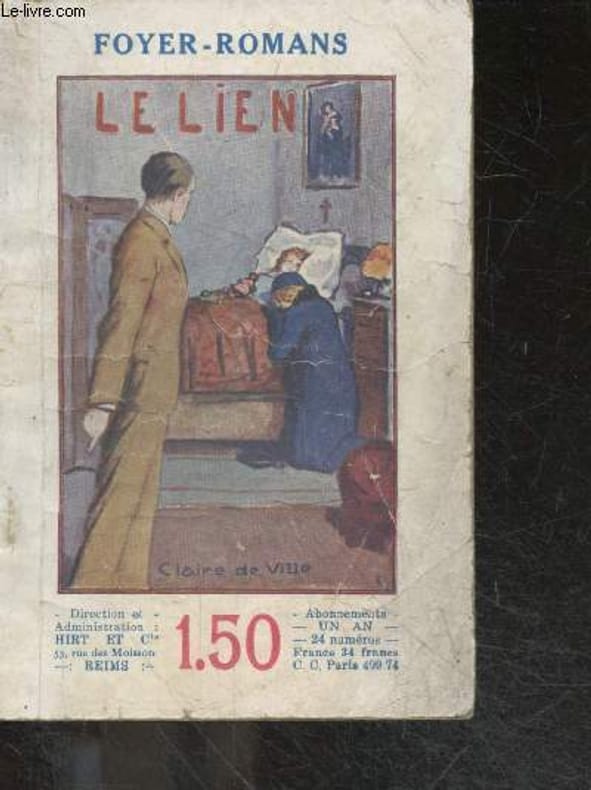 Le-livre.com
FOYER-ROMANS
LE LIEN
Claire de Ville
- Direction et -
Administration :
HIRT ET Cie
53, rue des Moissons
—: REIMS :—
1.50
- Abonnements -
— UN AN —
— 24 numéros —
France 34 francs
C. C. Paris 499 74